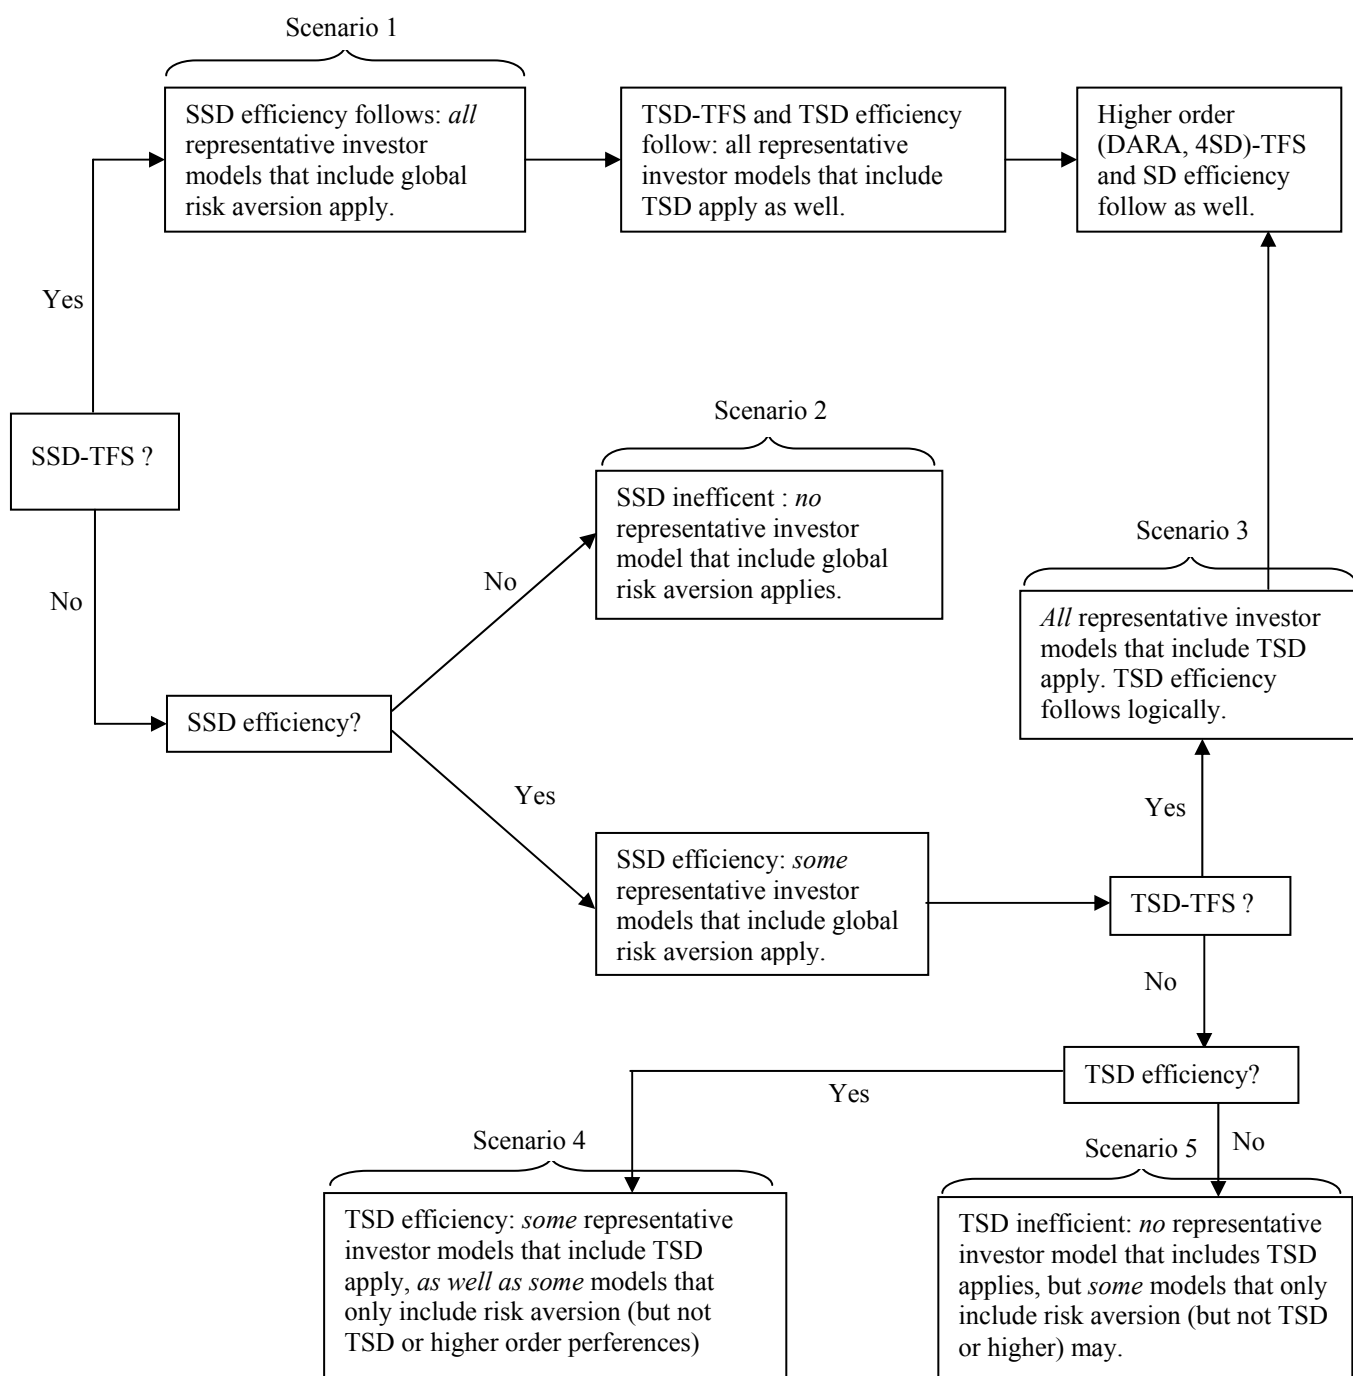 Scenario 1
SSD efficiency follows: all
representative investor
models that include global
risk aversion apply.
TSD-TFS and TSD efficiency
follow: all representative
investor models that include
TSD apply as well.
Higher order
(DARA, 4SD)-TFS
and SD efficiency
follow as well.
Yes
SSD-TFS ?
No
Scenario 2
SSD inefficent : no
representative investor
model that include global
risk aversion applies.
Scenario 3
All representative investor
models that include TSD
apply. TSD efficiency
follows logically.
No
SSD efficiency?
Yes
Yes
SSD efficiency: some
representative investor
models that include global
risk aversion apply.
TSD-TFS ?
No
TSD efficiency?
Yes
No
Scenario 4
TSD efficiency: some representative
investor models that include TSD
apply, as well as some models that
only include risk aversion (but not
TSD or higher order perferences)
Scenario 5
TSD inefficient: no representative
investor model that includes TSD
applies, but some models that only
include risk aversion (but not TSD
or higher) may.